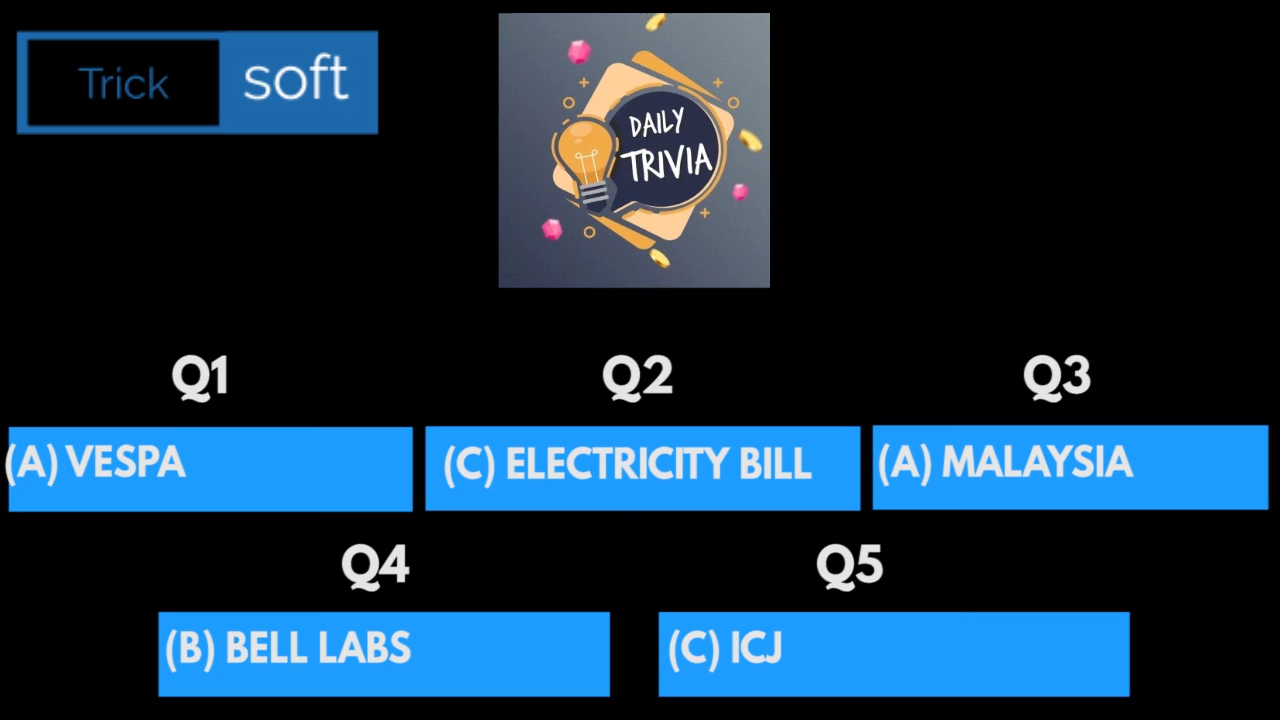 Trick soft
DAILY
TRIVIA
Q1 Q2 Q3
(A) VESPA (C) ELECTRICITY BILL (A) MALAYSIA
Q4 Q5
(B) BELL LABS (C) ICJ